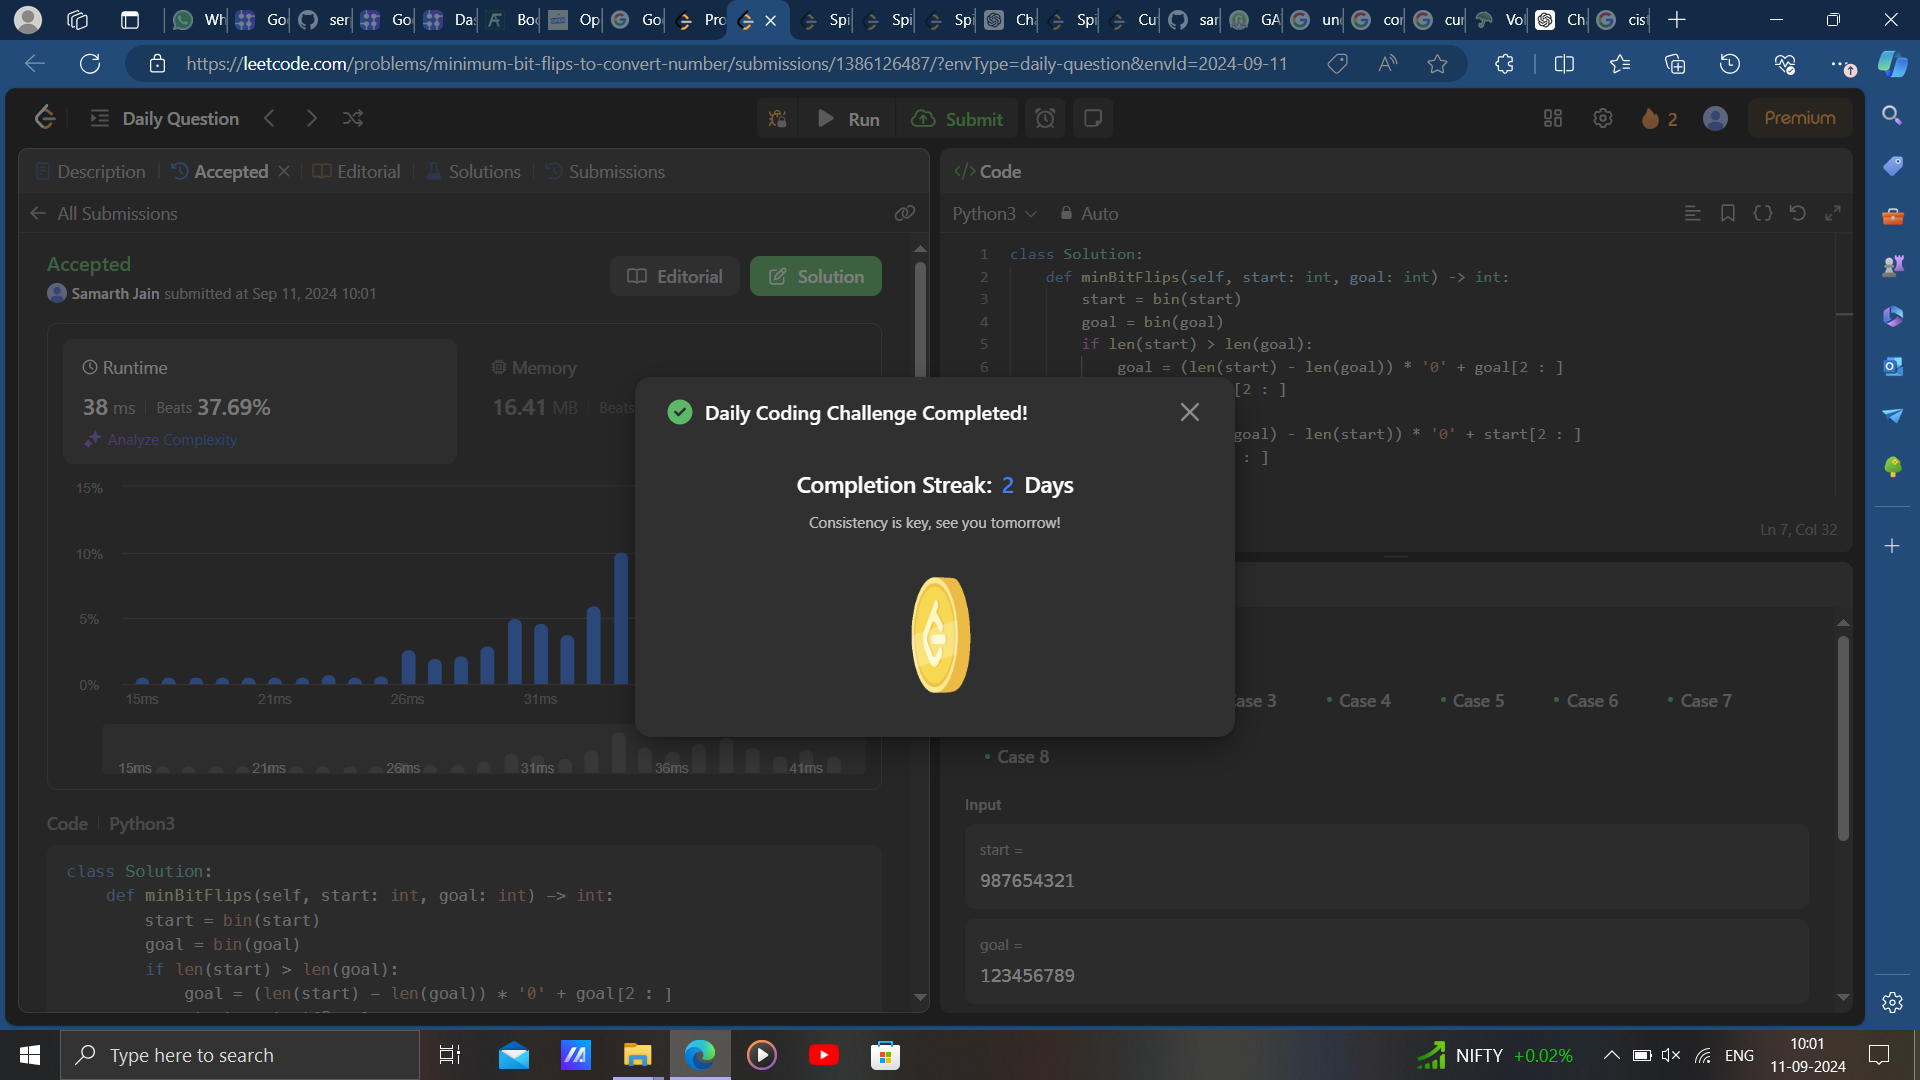 Wh
Go
ser
Go
Da
Bo
Op
Go
Pro
Spi
Spi
Spi
Ch
Spi
Cu
sar
GA
un
cor
cur
Vo
Ch
cis
https://leetcode.com/problems/minimum-bit-flips-to-convert-number/submissions/1386126487/?envType=daily-question&envId=2024-09-11
Daily Question
Run
Submit
2
Premium
Description
Accepted
Editorial
Solutions
Submissions
</> Code
All Submissions
Python3
Auto
Accepted
Samarth Jain submitted at Sep 11, 2024 10:01
Editorial
Solution
Runtime
38 ms | Beats 37.69%
Analyze Complexity
Memory
16.41 MB | Beats
15%
10%
5%
0%
15ms 21ms 26ms 31ms
15ms 21ms 26ms 31ms 36ms 41ms
Code | Python3
class Solution:
def minBitFlips(self, start: int, goal: int) -> int:
start = bin(start)
goal = bin(goal)
if len(start) > len(goal):
goal = (len(start) - len(goal)) * '0' + goal[2 : ]
1 class Solution:
2 def minBitFlips(self, start: int, goal: int) -> int:
3 start = bin(start)
4 goal = bin(goal)
5 if len(start) > len(goal):
6 goal = (len(start) - len(goal)) * '0' + goal[2 : ]
[2 : ]
goal) - len(start)) * '0' + start[2 : ]
: ]
Ln 7, Col 32
Daily Coding Challenge Completed!
Completion Streak: 2 Days
Consistency is key, see you tomorrow!
ase 3
Case 4
Case 5
Case 6
Case 7
Case 8
Input
start =
987654321
goal =
123456789
Type here to search
NIFTY +0.02%
ENG
10:01
11-09-2024